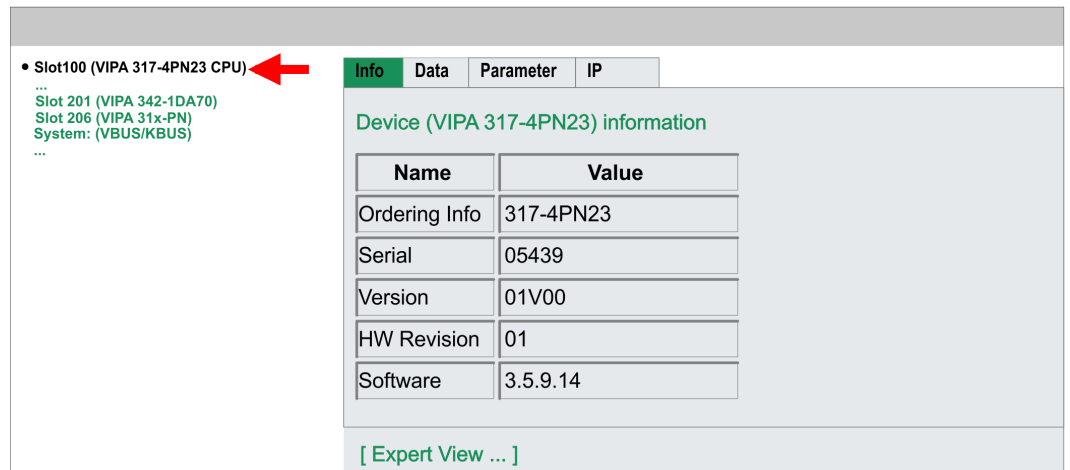 • Slot100 (VIPA 317-4PN23 CPU)
...
Slot 201 (VIPA 342-1DA70)
Slot 206 (VIPA 31x-PN)
System: (VBUS/KBUS)
...
Info Data Parameter IP
Device (VIPA 317-4PN23) information
Name Value
Ordering Info 317-4PN23
Serial 05439
Version 01V00
HW Revision 01
Software 3.5.9.14
[ Expert View ... ]